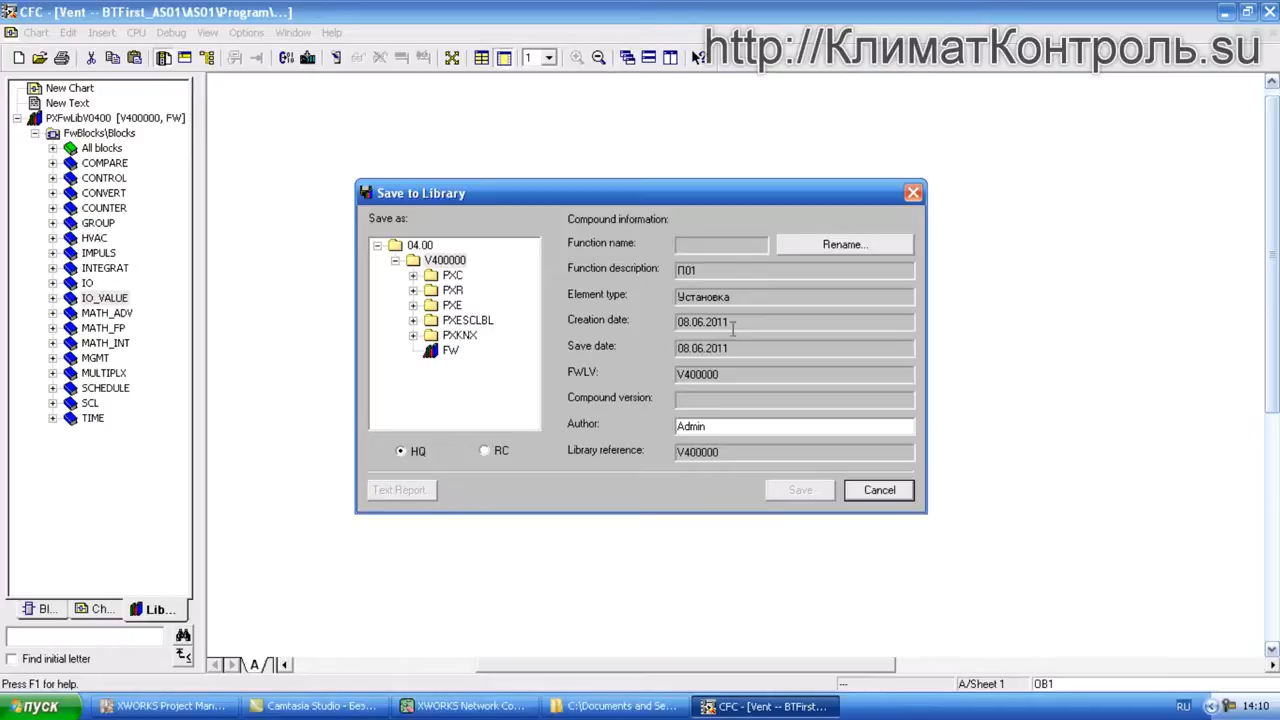 CFC - [Vent -- BTFirst_AS01\AS01\Program\...]
Chart Edit Insert CPU Debug View Options Window Help
http://КлиматКонтроль.su
1
New Chart
New Text
PXFwLibV0400 [V400000, FW]
FwBlocks\Blocks
All blocks
COMPARE
CONTROL
CONVERT
COUNTER
GROUP
HVAC
IMPULS
INTEGRAT
IO
IO_VALUE
MATH_ADV
MATH_FP
MATH_INT
MGMT
MULTIPLX
SCHEDULE
SCL
TIME
Bl... Ch... Lib...
Find initial letter
Save to Library
Save as:
04.00
V400000
PXC
PXR
PXE
PXESCLBL
PXKNX
FW
HQ RC
Text Report...
Compound information:
Function name: Rename...
Function description: П01
Element type: Установка
Creation date: 08.06.2011
Save date: 08.06.2011
FWLV: V400000
Compound version:
Author: Admin
Library reference: V400000
Save Cancel
A
Press F1 for help. --- A/Sheet 1 OB1
пуск XWORKS Project Man... Camtasia Studio - Без... XWORKS Network Co... C:\Documents and Se... CFC - [Vent -- BTFirst... RU 14:10